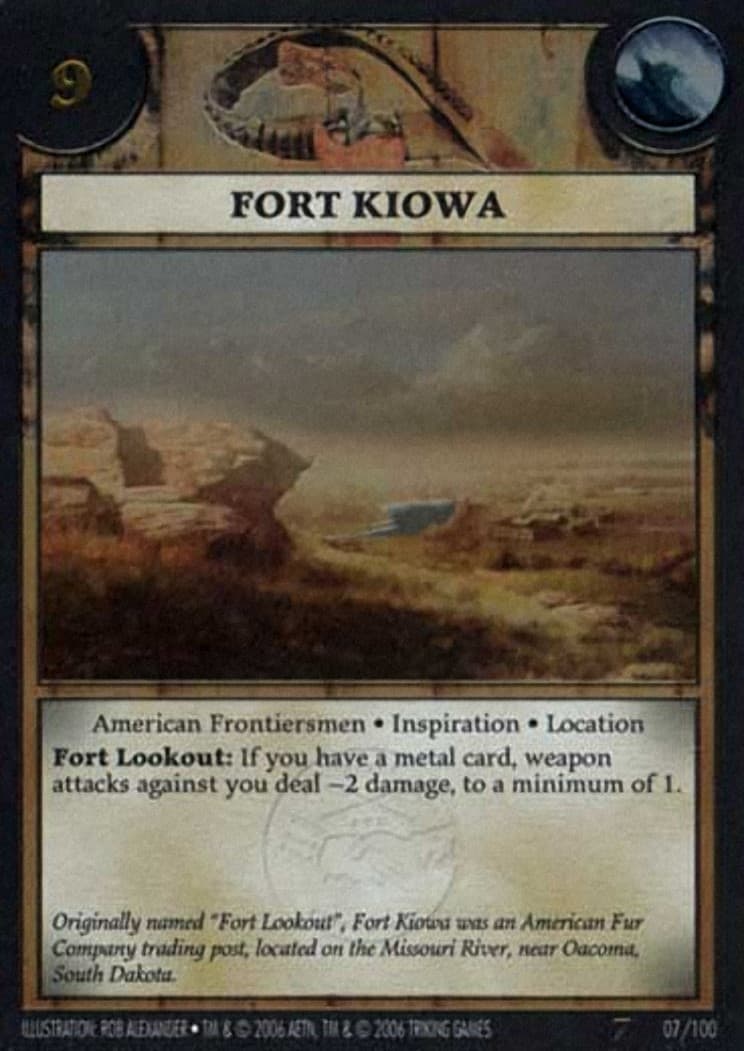 9
FORT KIOWA
American Frontiersmen • Inspiration • Location
Fort Lookout: If you have a metal card, weapon
attacks against you deal –2 damage, to a minimum of 1.
Originally named "Fort Lookout", Fort Kiowa was an American Fur
Company trading post, located on the Missouri River, near Oacoma,
South Dakota.
ILLUSTRATION: ROB ALEXANDER • TM & © 2006 AETN, TM & © 2006 TRIKING GAMES 7 07/100